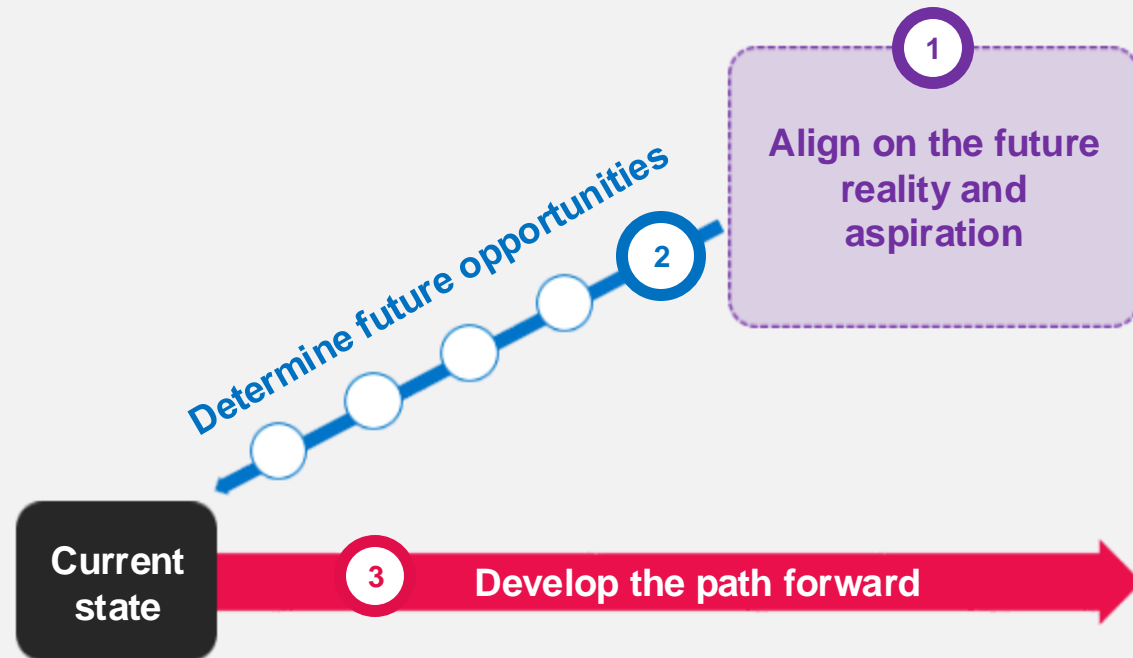 1
Align on the future
reality and
aspiration
Determine future opportunities
2
Current
state
3
Develop the path forward